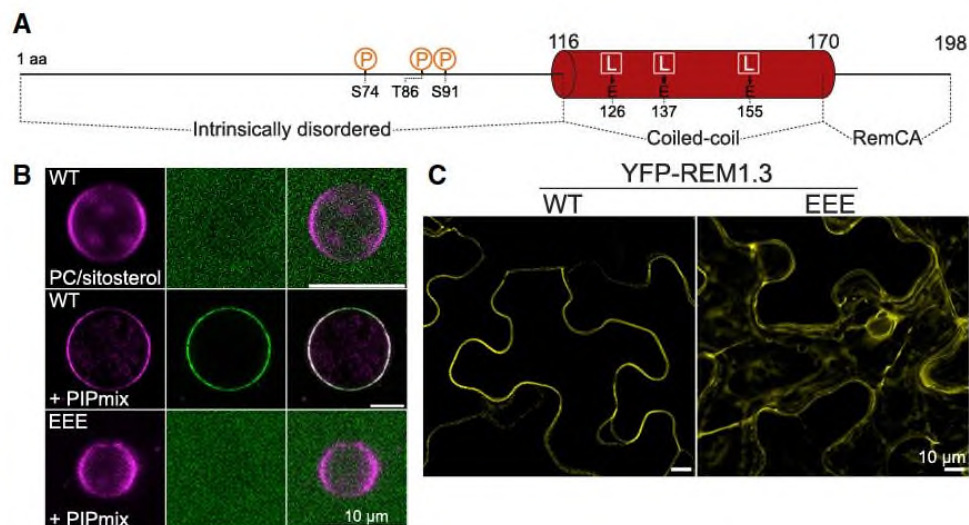 A
1 aa
P
P
P
S74
T86
S91
116
170
198
L
L
L
E
E
E
126
137
155
Intrinsically disordered
Coiled-coil
RemCA
B
WT
PC/sitosterol
WT
+ PIPmix
EEE
+ PIPmix
10 µm
C
YFP-REM1.3
WT
EEE
10 µm